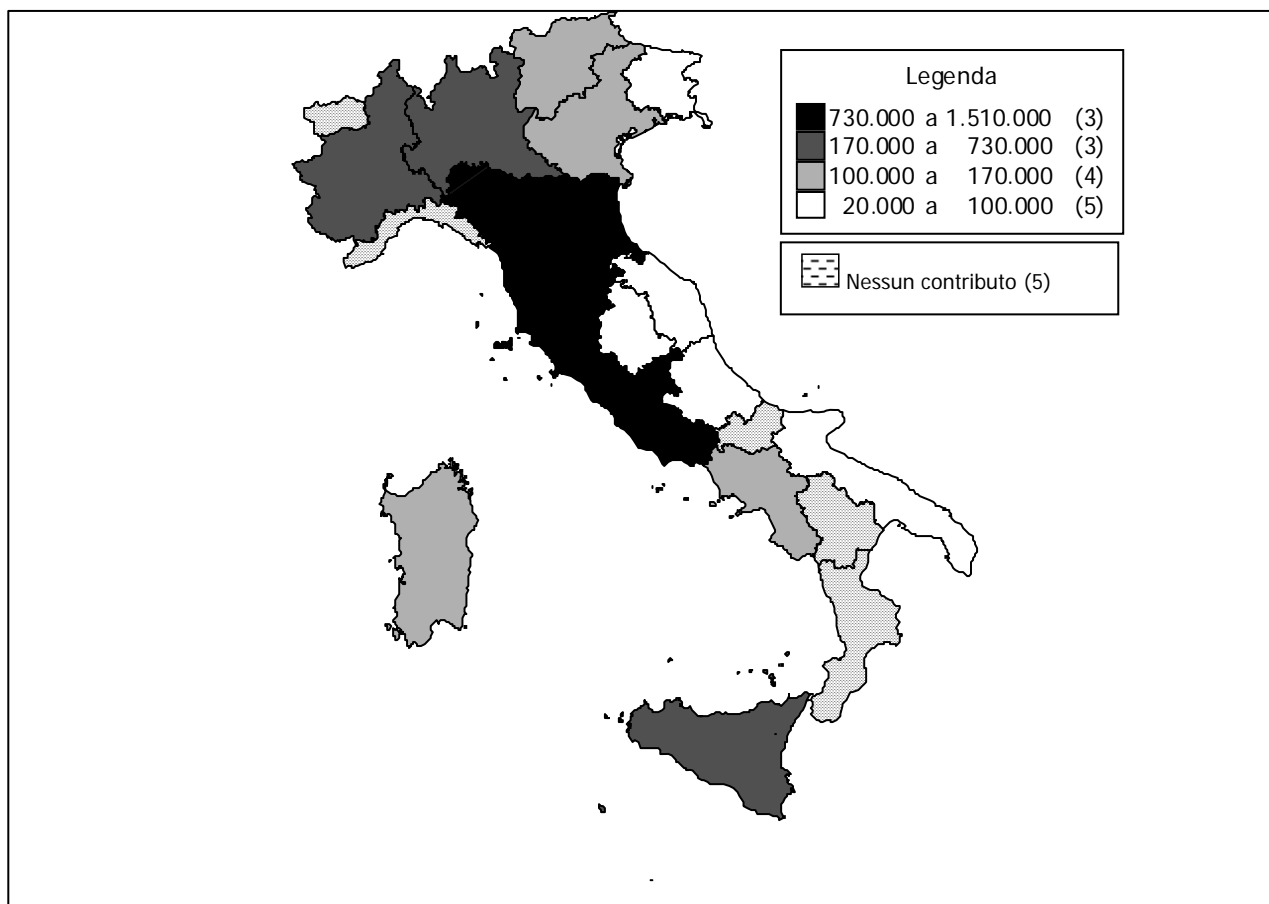 Legenda
730.000 a 1.510.000 (3)
170.000 a 730.000 (3)
100.000 a 170.000 (4)
20.000 a 100.000 (5)
Nessun contributo (5)